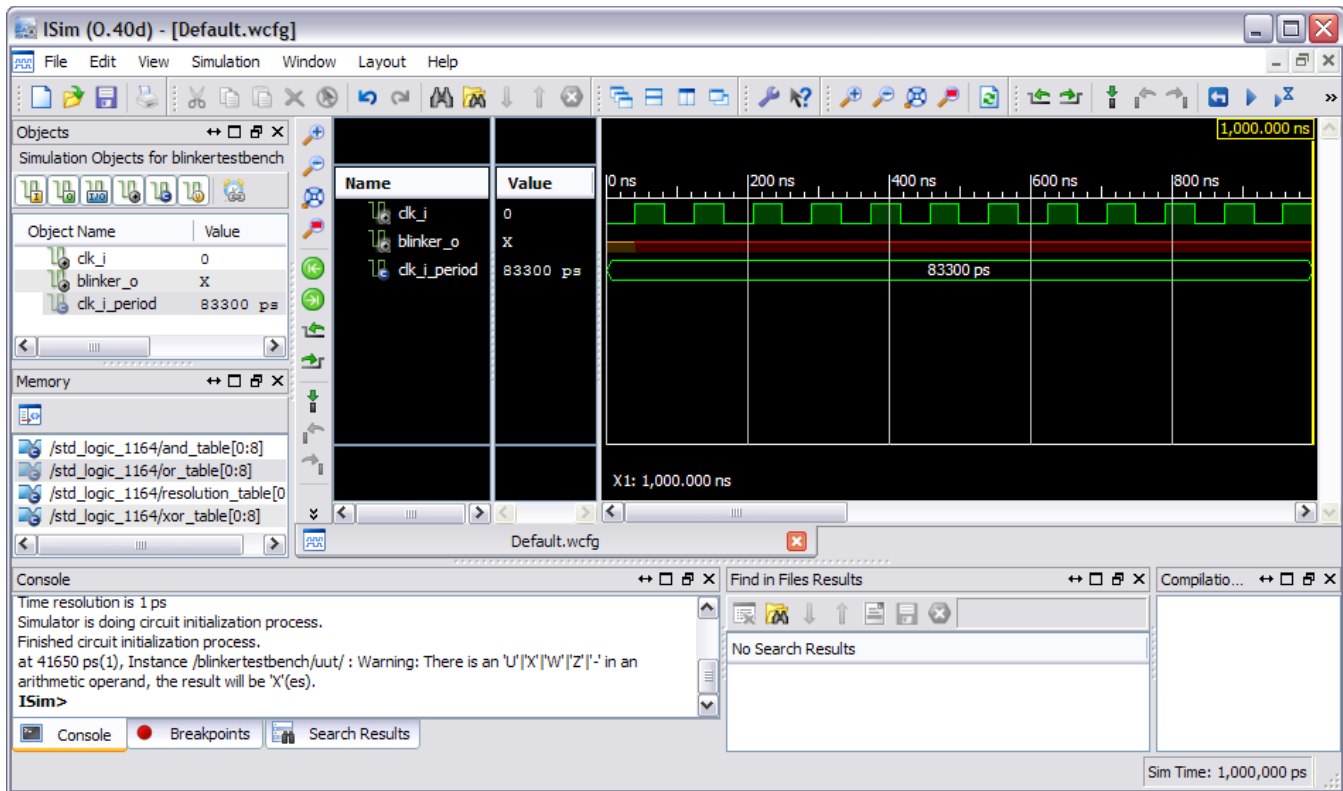 ISim (0.40d) - [Default.wcfg]
File Edit View Simulation Window Layout Help
Objects
Simulation Objects for blinkertestbench
Object Name Value
clk_i 0
blinker_o X
clk_i_period 83300 ps
Memory
/std_logic_1164/and_table[0:8]
/std_logic_1164/or_table[0:8]
/std_logic_1164/resolution_table[0
/std_logic_1164/xor_table[0:8]
1,000.000 ns
Name Value
0 ns 200 ns 400 ns 600 ns 800 ns
clk_i 0
blinker_o X
clk_i_period 83300 ps 83300 ps
X1: 1,000.000 ns
Default.wcfg
Console
Time resolution is 1 ps
Simulator is doing circuit initialization process.
Finished circuit initialization process.
at 41650 ps(1), Instance /blinkertestbench/uut/ : Warning: There is an 'U'|'X'|'W'|'Z'|'-' in an
arithmetic operand, the result will be 'X'(es).
ISim>
Console Breakpoints Search Results
Find in Files Results
No Search Results
Compilatio...
Sim Time: 1,000,000 ps